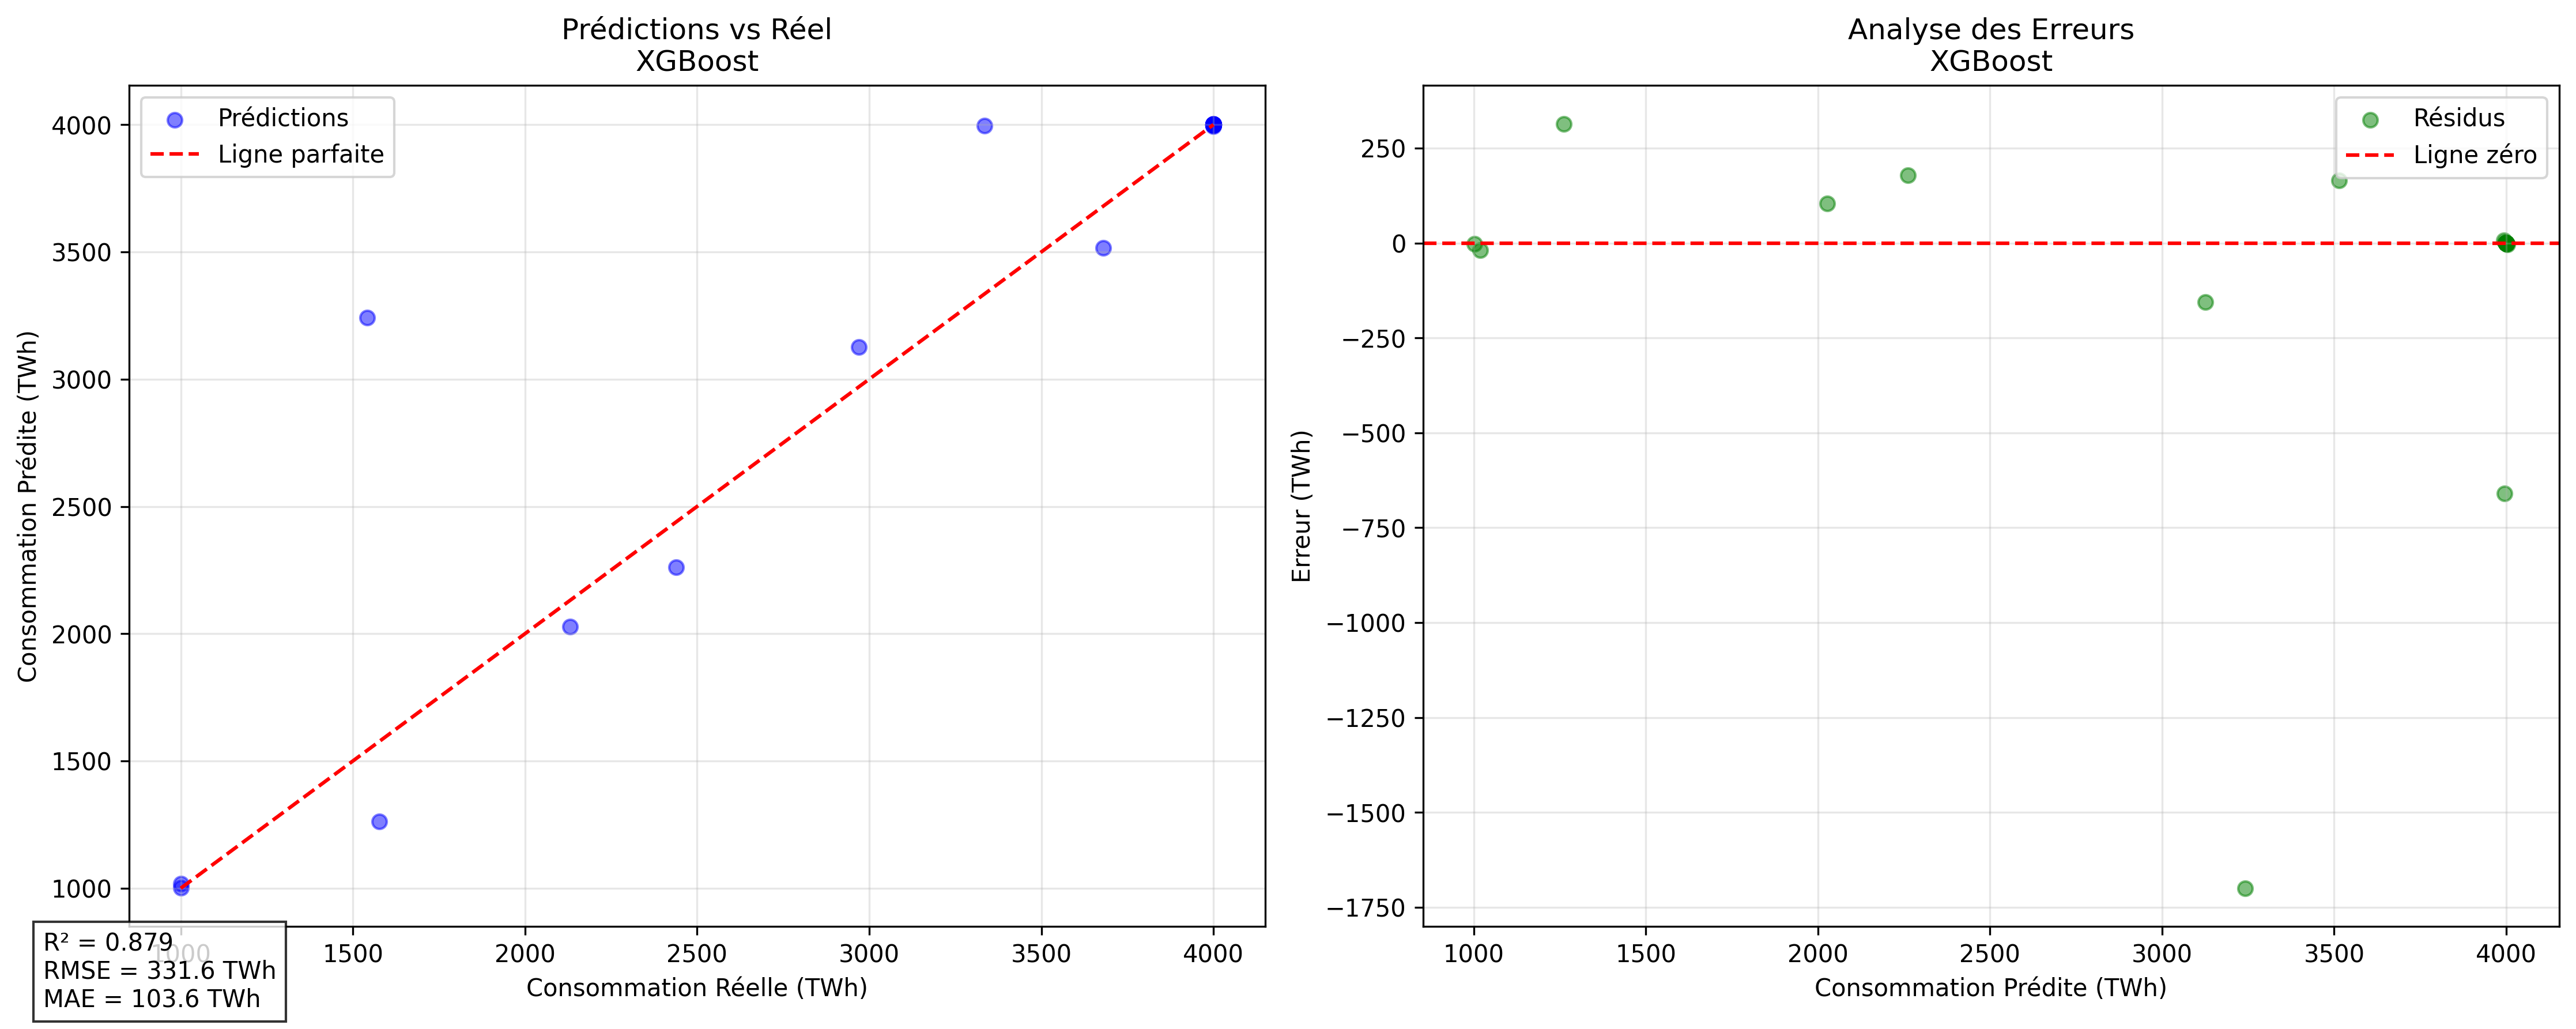 Prédictions vs Réel
XGBoost
Prédictions
Ligne parfaite
4000
3500
3000
2500
2000
1500
1000
Consommation Prédite (TWh)
1000
1500
2000
2500
3000
3500
4000
Consommation Réelle (TWh)
R² = 0.879
RMSE = 331.6 TWh
MAE = 103.6 TWh
Analyse des Erreurs
XGBoost
Résidus
Ligne zéro
250
0
−250
−500
−750
−1000
−1250
−1500
−1750
Erreur (TWh)
1000
1500
2000
2500
3000
3500
4000
Consommation Prédite (TWh)